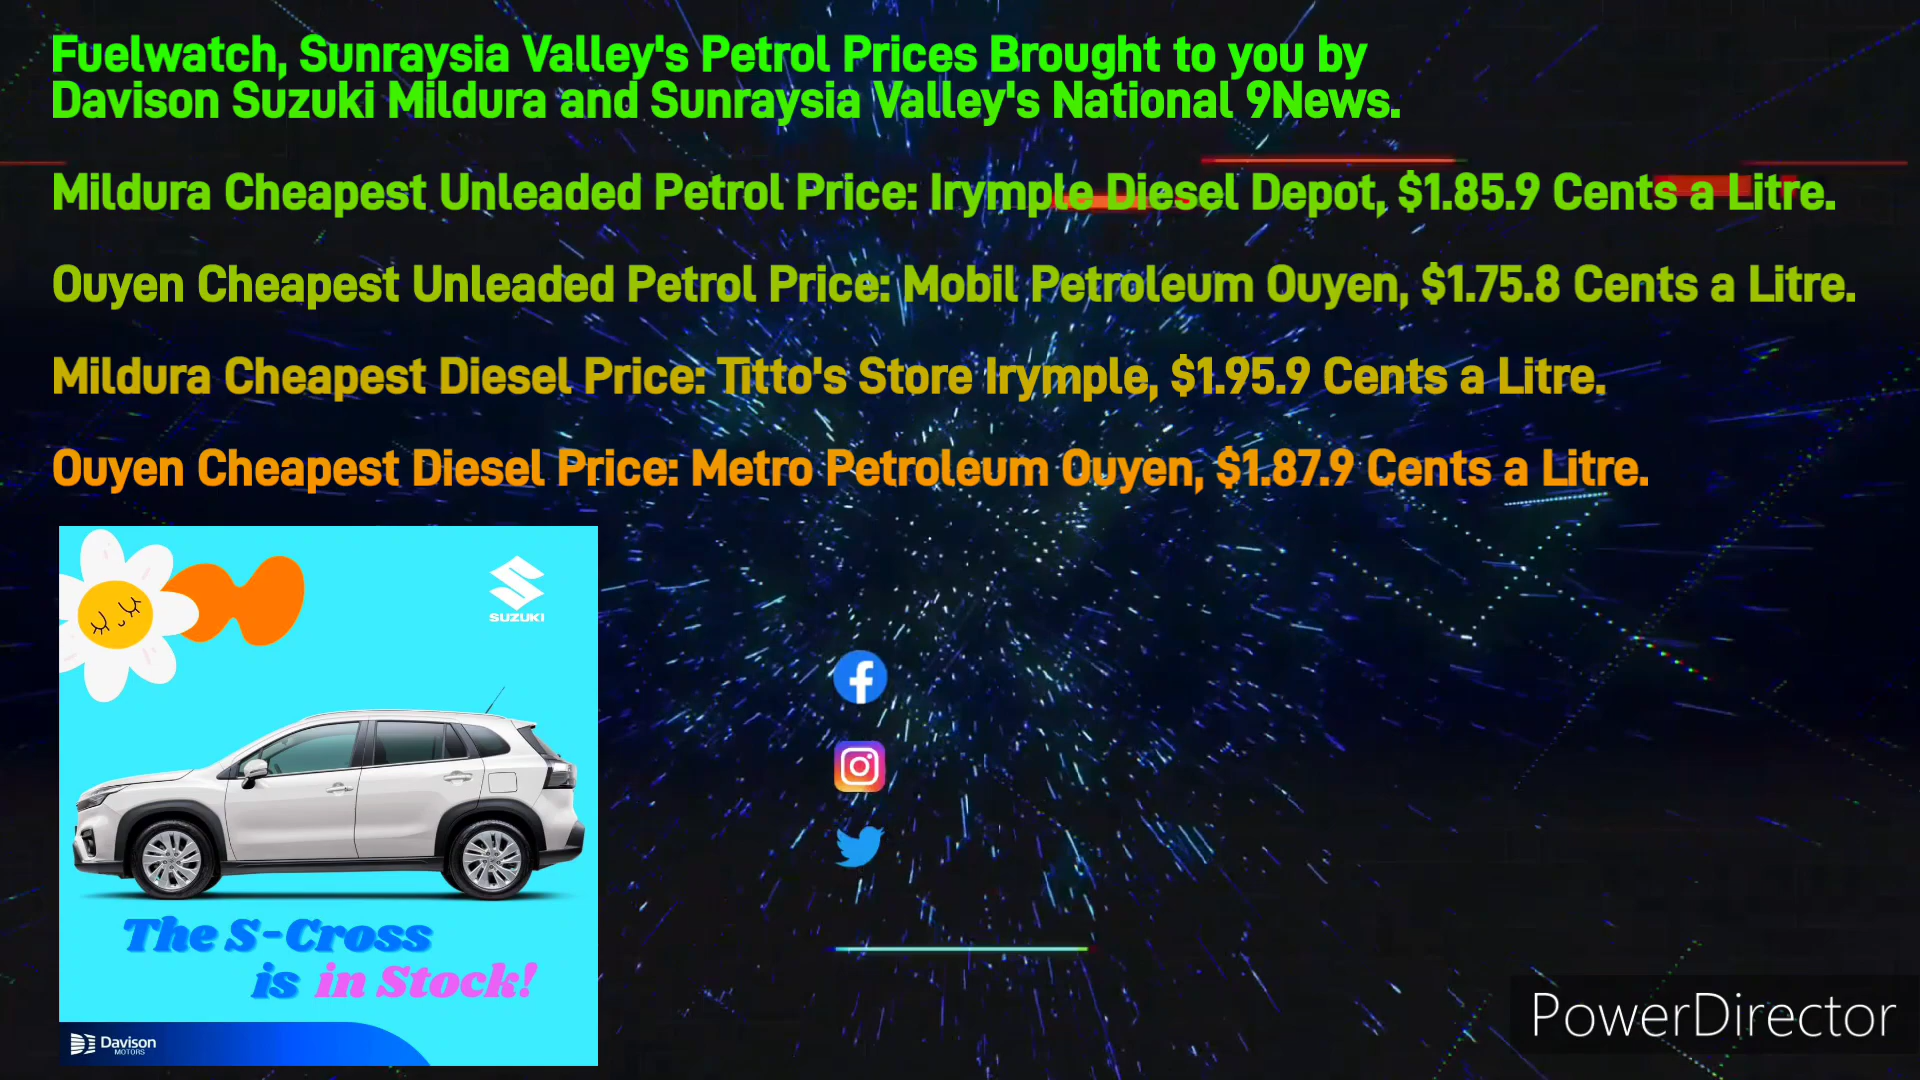 Fuelwatch, Sunraysia Valley's Petrol Prices Brought to you by
Davison Suzuki Mildura and Sunraysia Valley's National 9News.
Mildura Cheapest Unleaded Petrol Price: Irymple Diesel Depot, $1.85.9 Cents a Litre.
Ouyen Cheapest Unleaded Petrol Price: Mobil Petroleum Ouyen, $1.75.8 Cents a Litre.
Mildura Cheapest Diesel Price: Titto's Store Irymple, $1.95.9 Cents a Litre.
Ouyen Cheapest Diesel Price: Metro Petroleum Ouyen, $1.87.9 Cents a Litre.
SUZUKI
The S-Cross
is in Stock!
Davison
MOTORS
PowerDirector